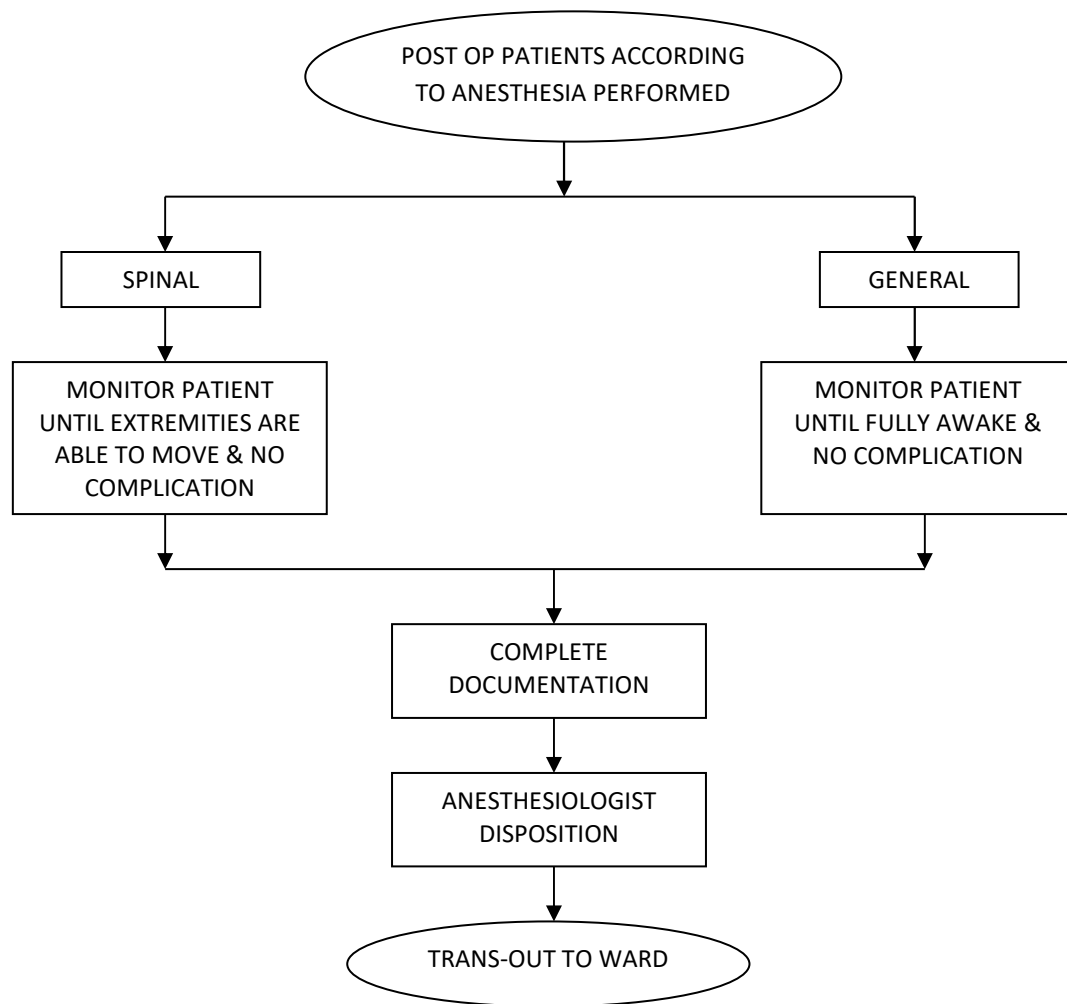 POST OP PATIENTS ACCORDING
TO ANESTHESIA PERFORMED
SPINAL
GENERAL
MONITOR PATIENT
UNTIL EXTREMITIES ARE
ABLE TO MOVE & NO
COMPLICATION
MONITOR PATIENT
UNTIL FULLY AWAKE &
NO COMPLICATION
COMPLETE
DOCUMENTATION
ANESTHESIOLOGIST
DISPOSITION
TRANS-OUT TO WARD